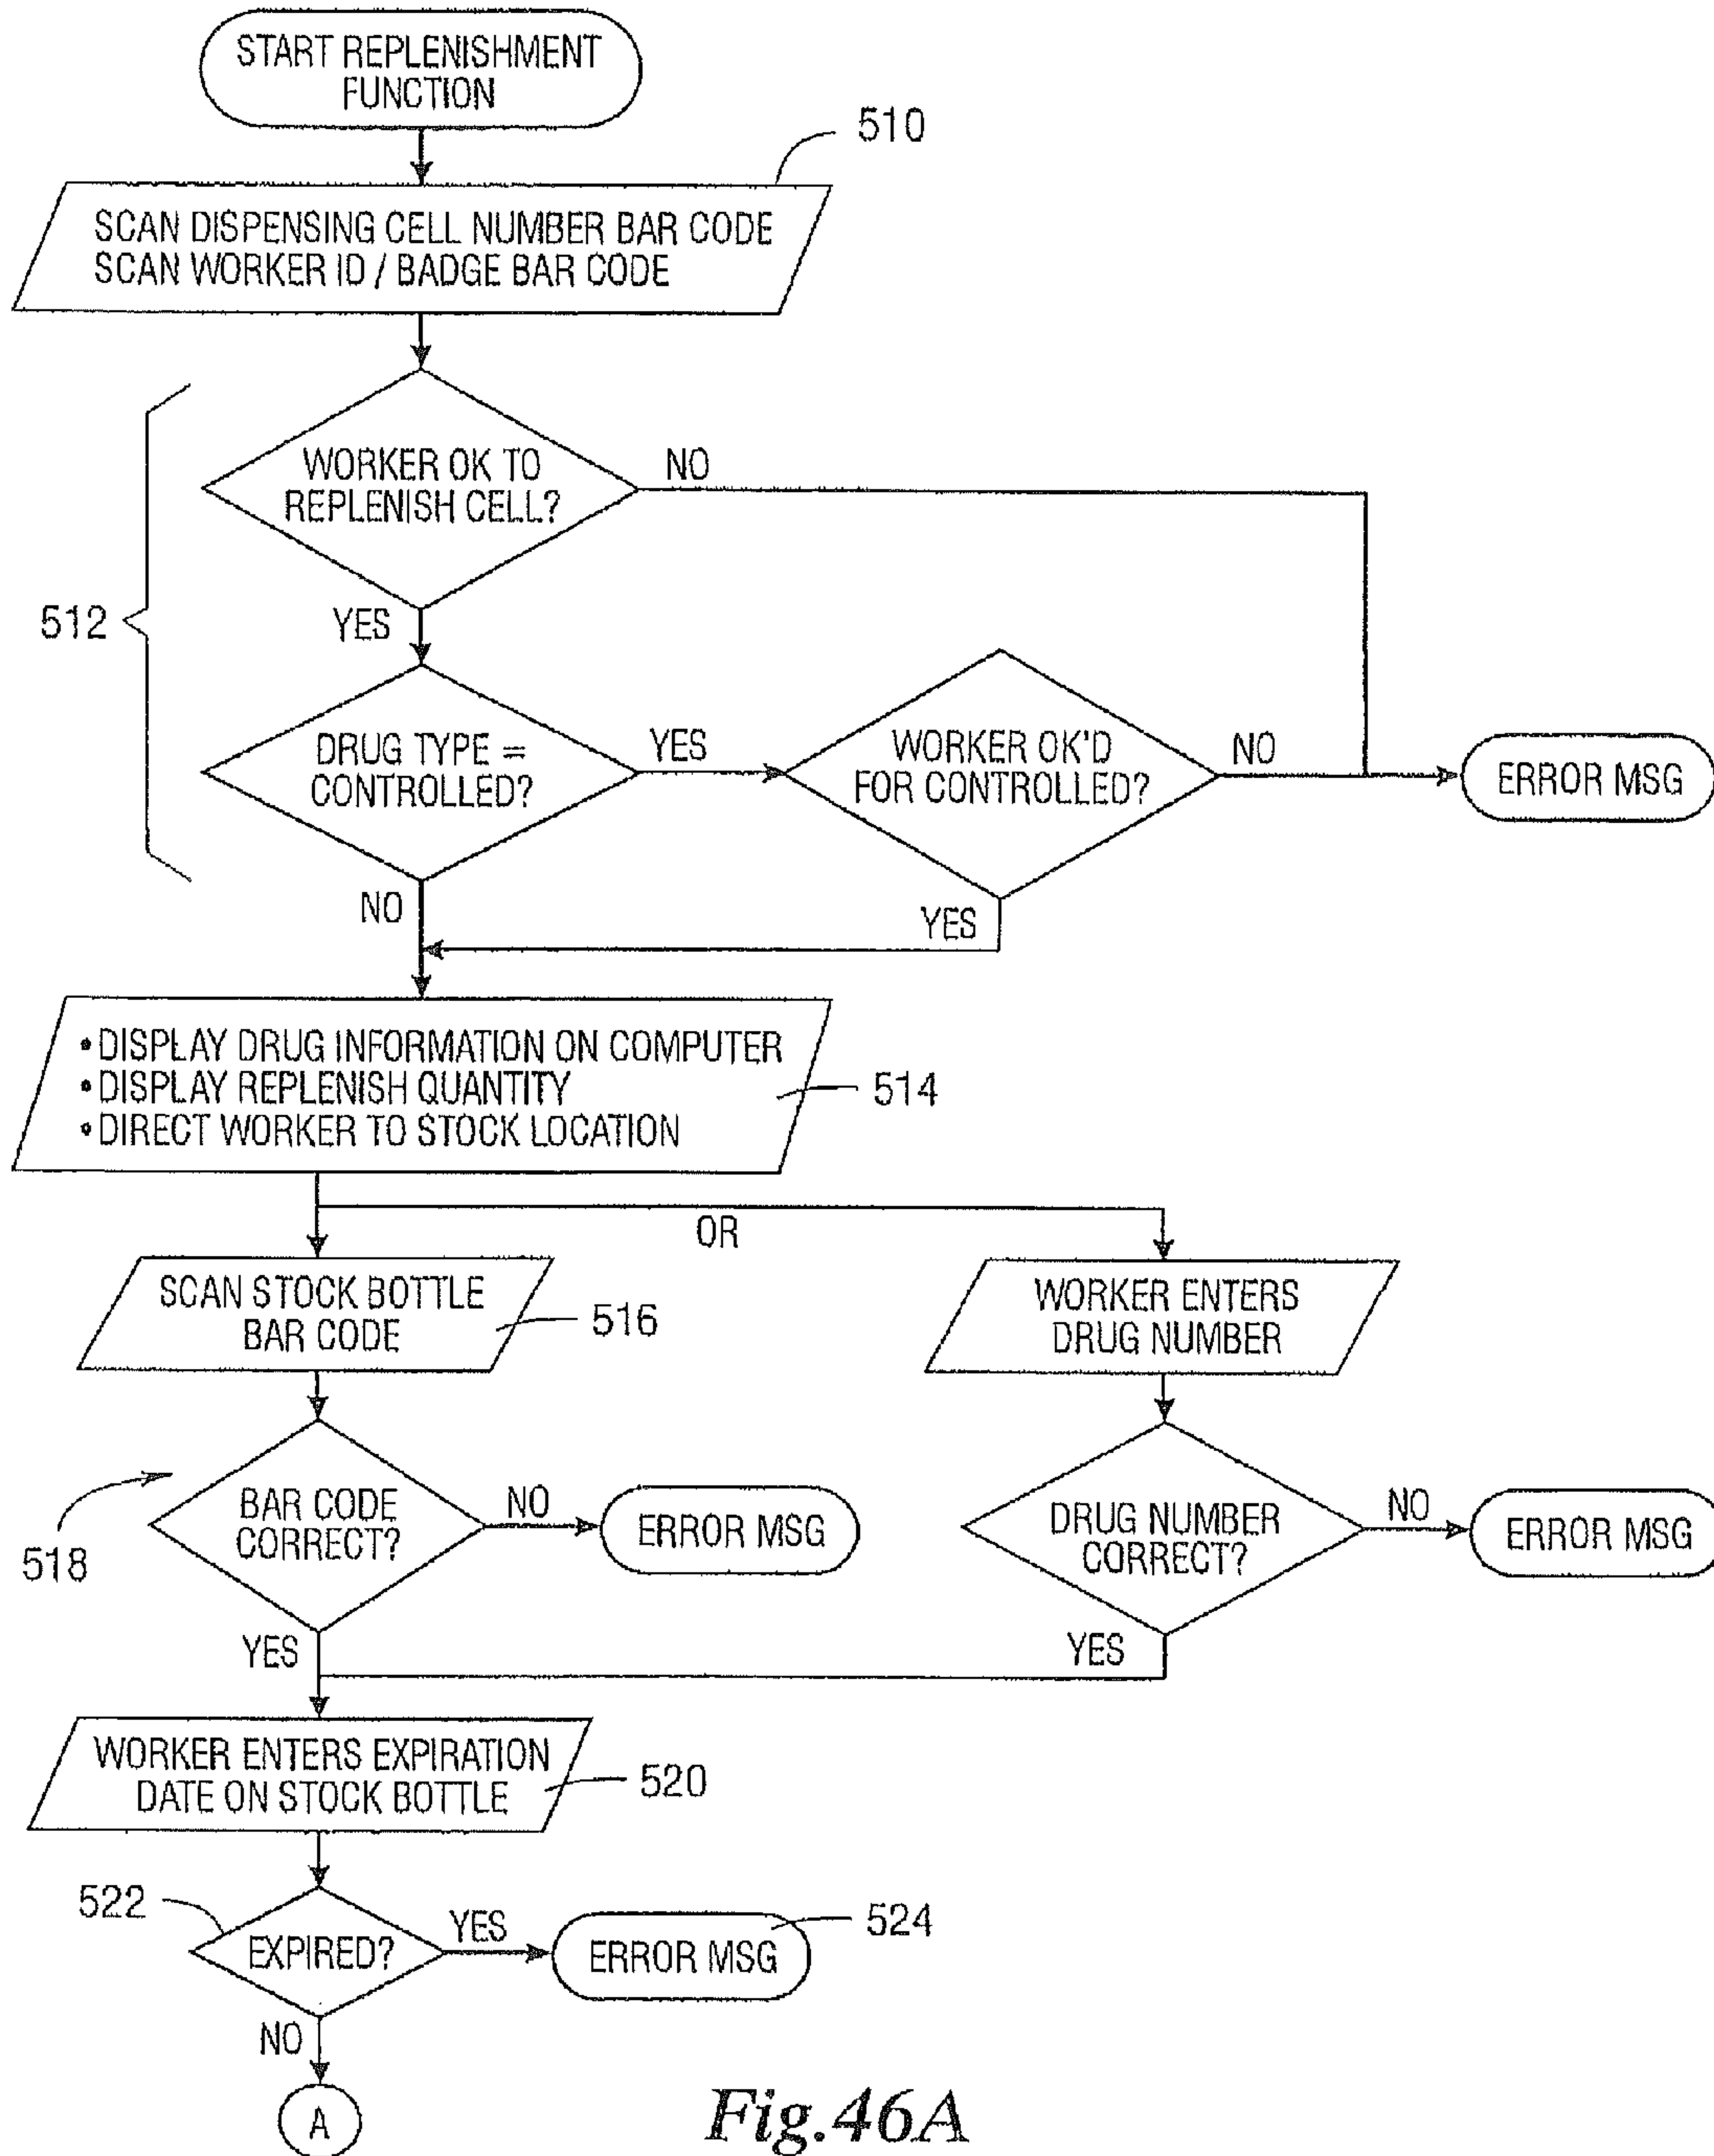 START REPLENISHMENT
FUNCTION
510
SCAN DISPENSING CELL NUMBER BAR CODE
SCAN WORKER ID / BADGE BAR CODE
WORKER OK TO
REPLENISH CELL?
NO
512
YES
DRUG TYPE =
CONTROLLED?
YES
WORKER OK'D
FOR CONTROLLED?
NO
ERROR MSG
NO
YES
• DISPLAY DRUG INFORMATION ON COMPUTER
• DISPLAY REPLENISH QUANTITY
• DIRECT WORKER TO STOCK LOCATION
514
OR
SCAN STOCK BOTTLE
BAR CODE
516
WORKER ENTERS
DRUG NUMBER
518
BAR CODE
CORRECT?
NO
ERROR MSG
DRUG NUMBER
CORRECT?
NO
ERROR MSG
YES
YES
WORKER ENTERS EXPIRATION
DATE ON STOCK BOTTLE
520
522
EXPIRED?
YES
ERROR MSG
524
NO
A
Fig.46A